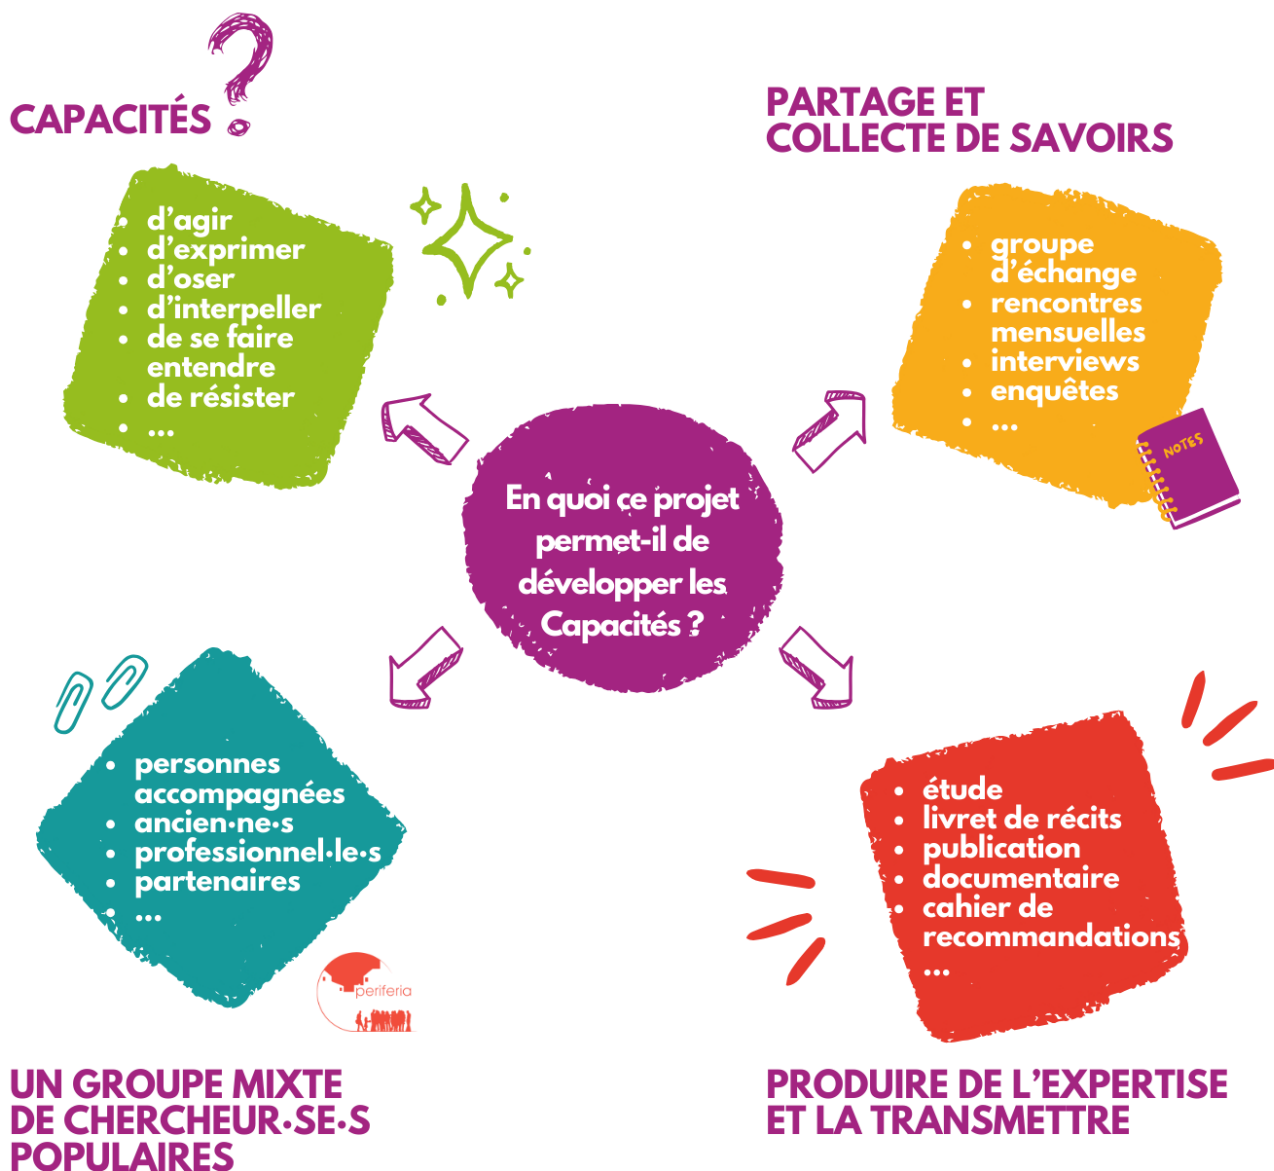 CAPACITÉS ?
• d'agir
• d'exprimer
• d'oser
• d'interpeller
• de se faire
entendre
• de résister
• ...
PARTAGE ET
COLLECTE DE SAVOIRS
• groupe
d'échange
• rencontres
mensuelles
• interviews
• enquêtes
• ...
NOTES
En quoi ce projet
permet-il de
développer les
Capacités ?
• personnes
accompagnées
• ancien·ne·s
• professionnel·le·s
• partenaires
• ...
periferia
UN GROUPE MIXTE
DE CHERCHEUR·SE·S
POPULAIRES
• étude
• livret de récits
• publication
• documentaire
• cahier de
recommandations
...
PRODUIRE DE L'EXPERTISE
ET LA TRANSMETTRE